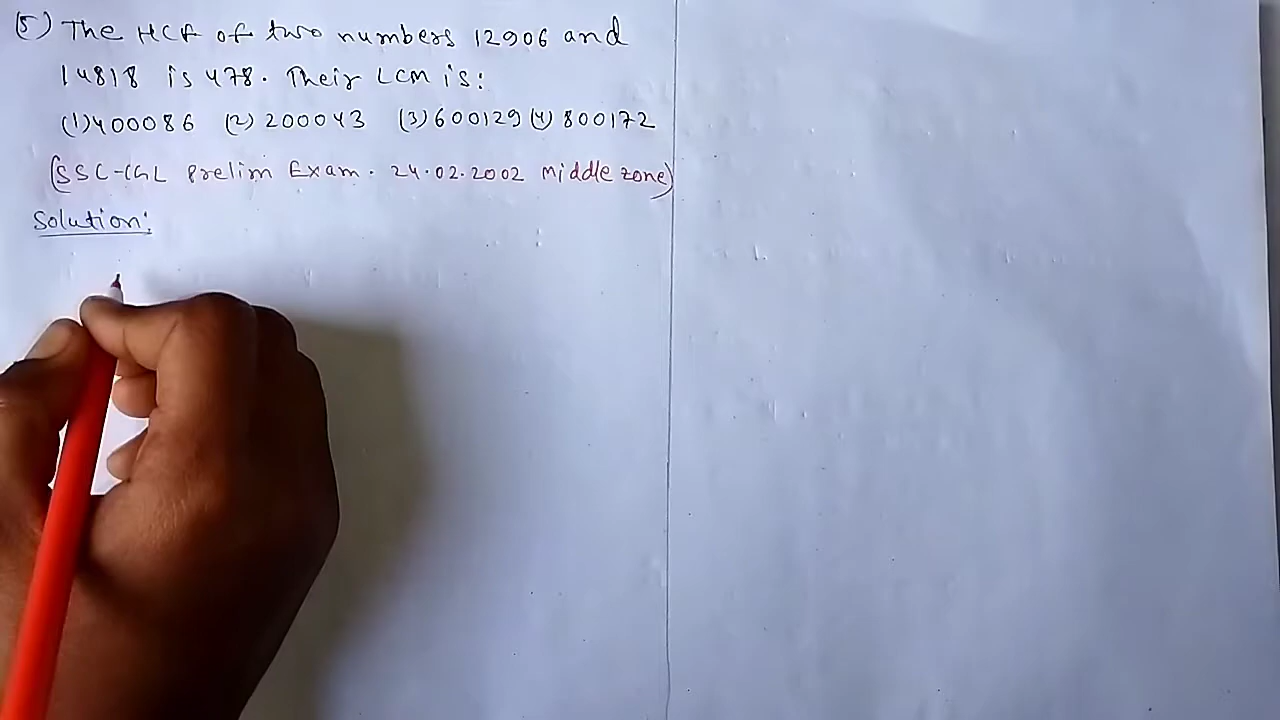 (5) The HCF of two numbers 12906 and
14818 is 478. Their LCM is:
(1)400086 (2)200043 (3)600129(4)800172
(SSC-CGL Prelim Exam. 24.02.2002 Middle zone)
Solution: